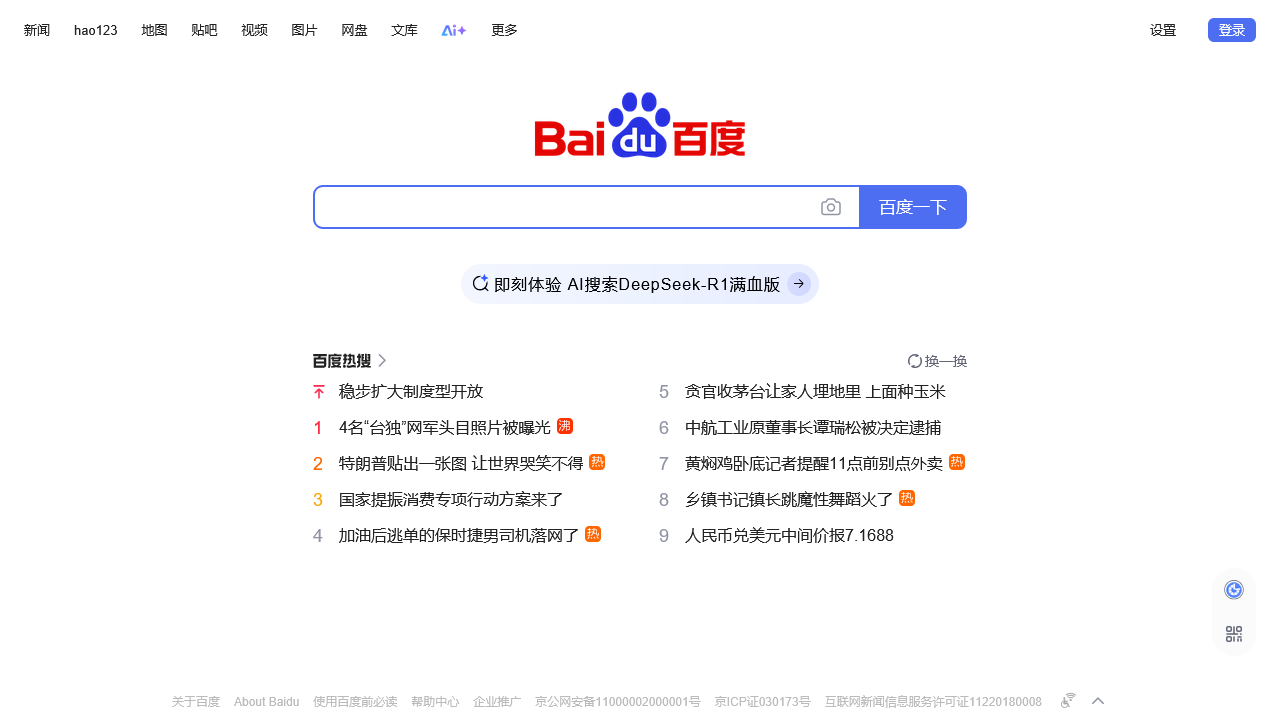 新闻 hao123 地图 贴吧 视频 图片 网盘 文库 Ai+ 更多 设置 登录
Bai du 百度
百度一下
即刻体验 AI搜索DeepSeek-R1满血版
百度热搜 换一换
稳步扩大制度型开放
1 4名“台独”网军头目照片被曝光 沸
2 特朗普贴出一张图 让世界哭笑不得 热
3 国家提振消费专项行动方案来了
4 加油后逃单的保时捷男司机落网了 热
5 贪官收茅台让家人埋地里 上面种玉米
6 中航工业原董事长谭瑞松被决定逮捕
7 黄焖鸡卧底记者提醒11点前别点外卖 热
8 乡镇书记镇长跳魔性舞蹈火了 热
9 人民币兑美元中间价报7.1688
关于百度 About Baidu 使用百度前必读 帮助中心 企业推广 京公网安备11000002000001号 京ICP证030173号 互联网新闻信息服务许可证11220180008